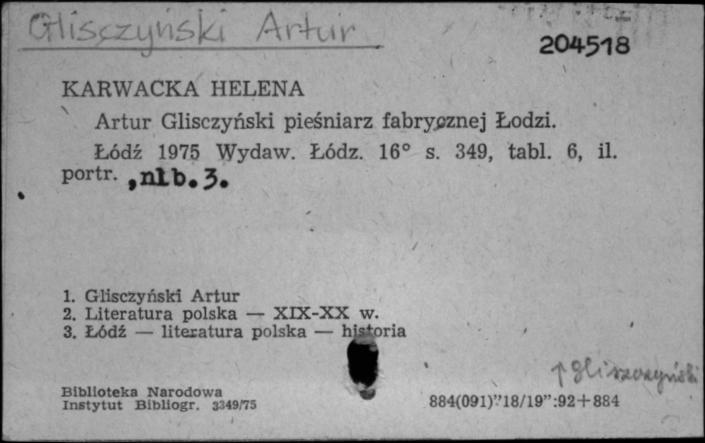 Glisczyński Artur
204518
KARWACKA HELENA
Artur Glisczyński pieśniarz fabrycznej Łodzi.
Łódź 1975 Wydaw. Łódz. 16° s. 349, tabl. 6, il.
portr. ,nlb.3.
1. Glisczyński Artur
2. Literatura polska — XIX-XX w.
3. Łódź — literatura polska — historia
Biblioteka Narodowa
Instytut Bibliogr. 3349/75
884(091)"18/19":92+884